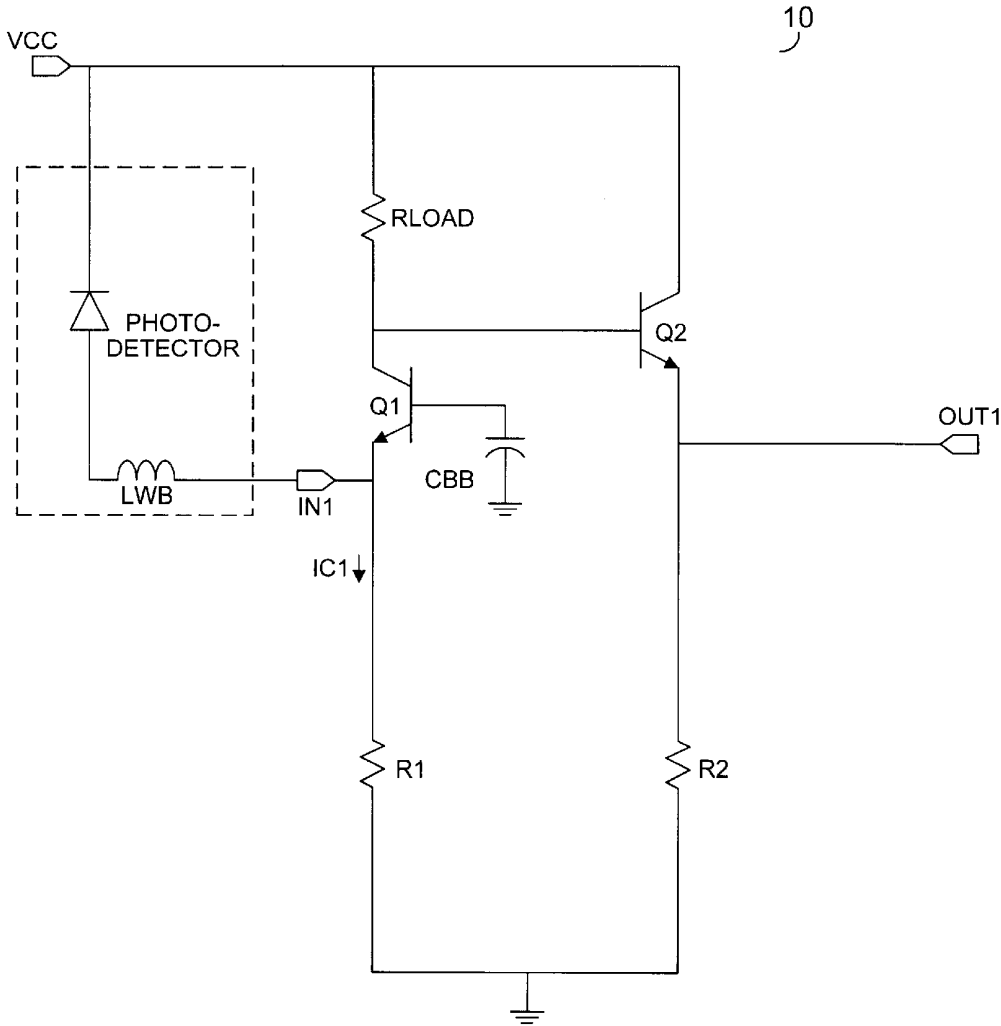 10
VCC
RLOAD
PHOTO-
DETECTOR
Q2
Q1
OUT1
CBB
LWB
IN1
IC1
R1
R2